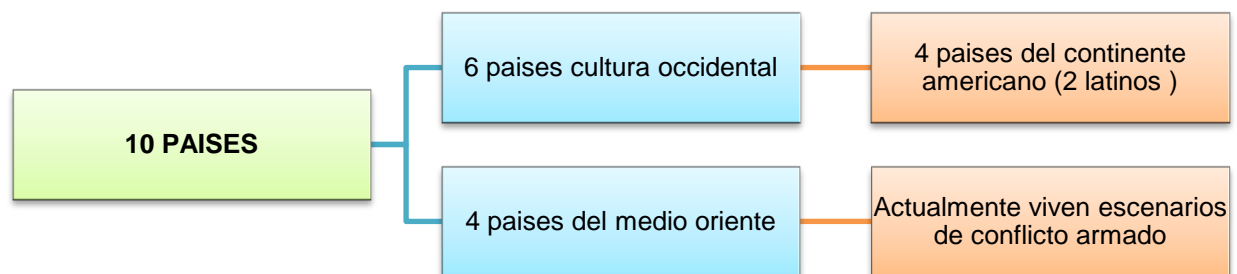 10 PAISES
6 paises cultura occidental
4 paises del continente
americano (2 latinos )
4 paises del medio oriente
Actualmente viven escenarios
de conflicto armado